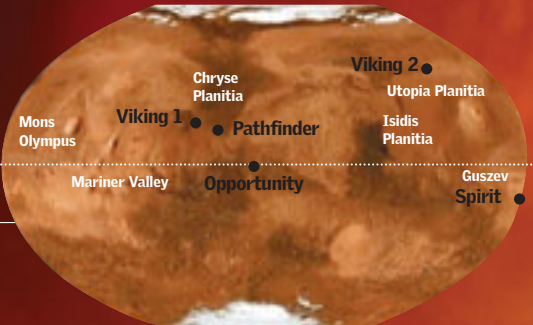 Viking 2
Chryse
Planitia
Utopia Planitia
Viking 1
Pathfinder
Isidis
Planitia
Mons
Olympus
Mariner Valley
Opportunity
Guszev
Spirit